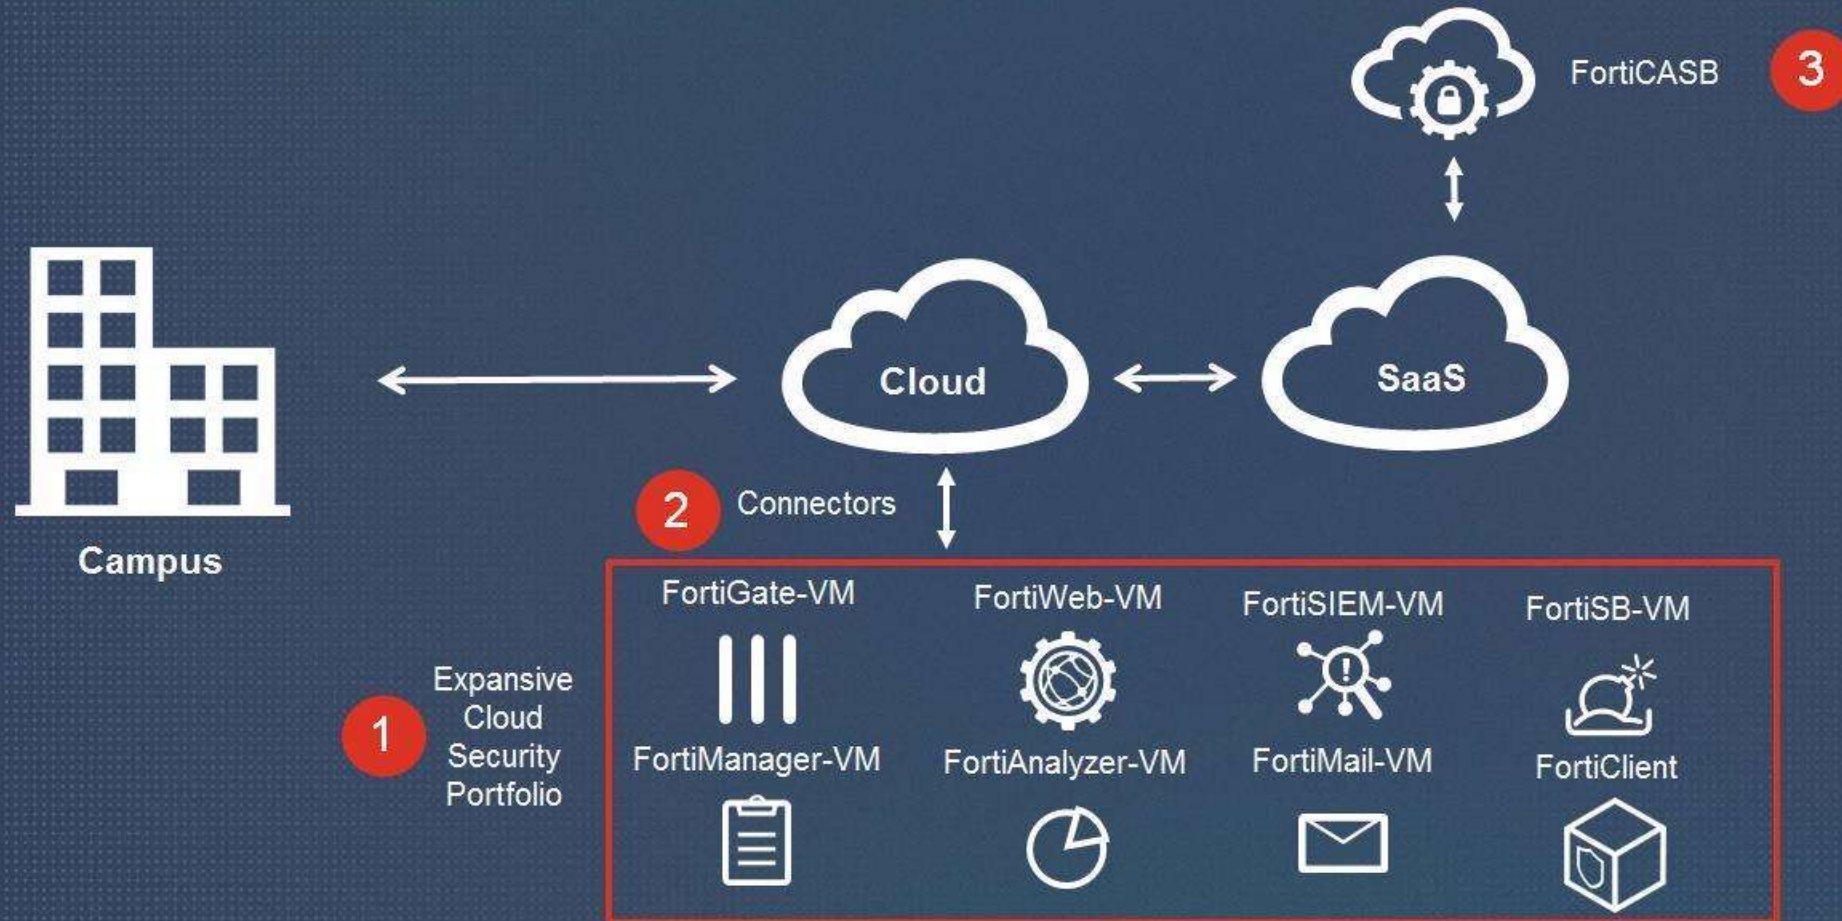 FortiCASB
3
Cloud
SaaS
Campus
2
Connectors
FortiGate-VM
FortiWeb-VM
FortiSIEM-VM
FortiSB-VM
1
Expansive
Cloud
Security
Portfolio
FortiManager-VM
FortiAnalyzer-VM
FortiMail-VM
FortiClient